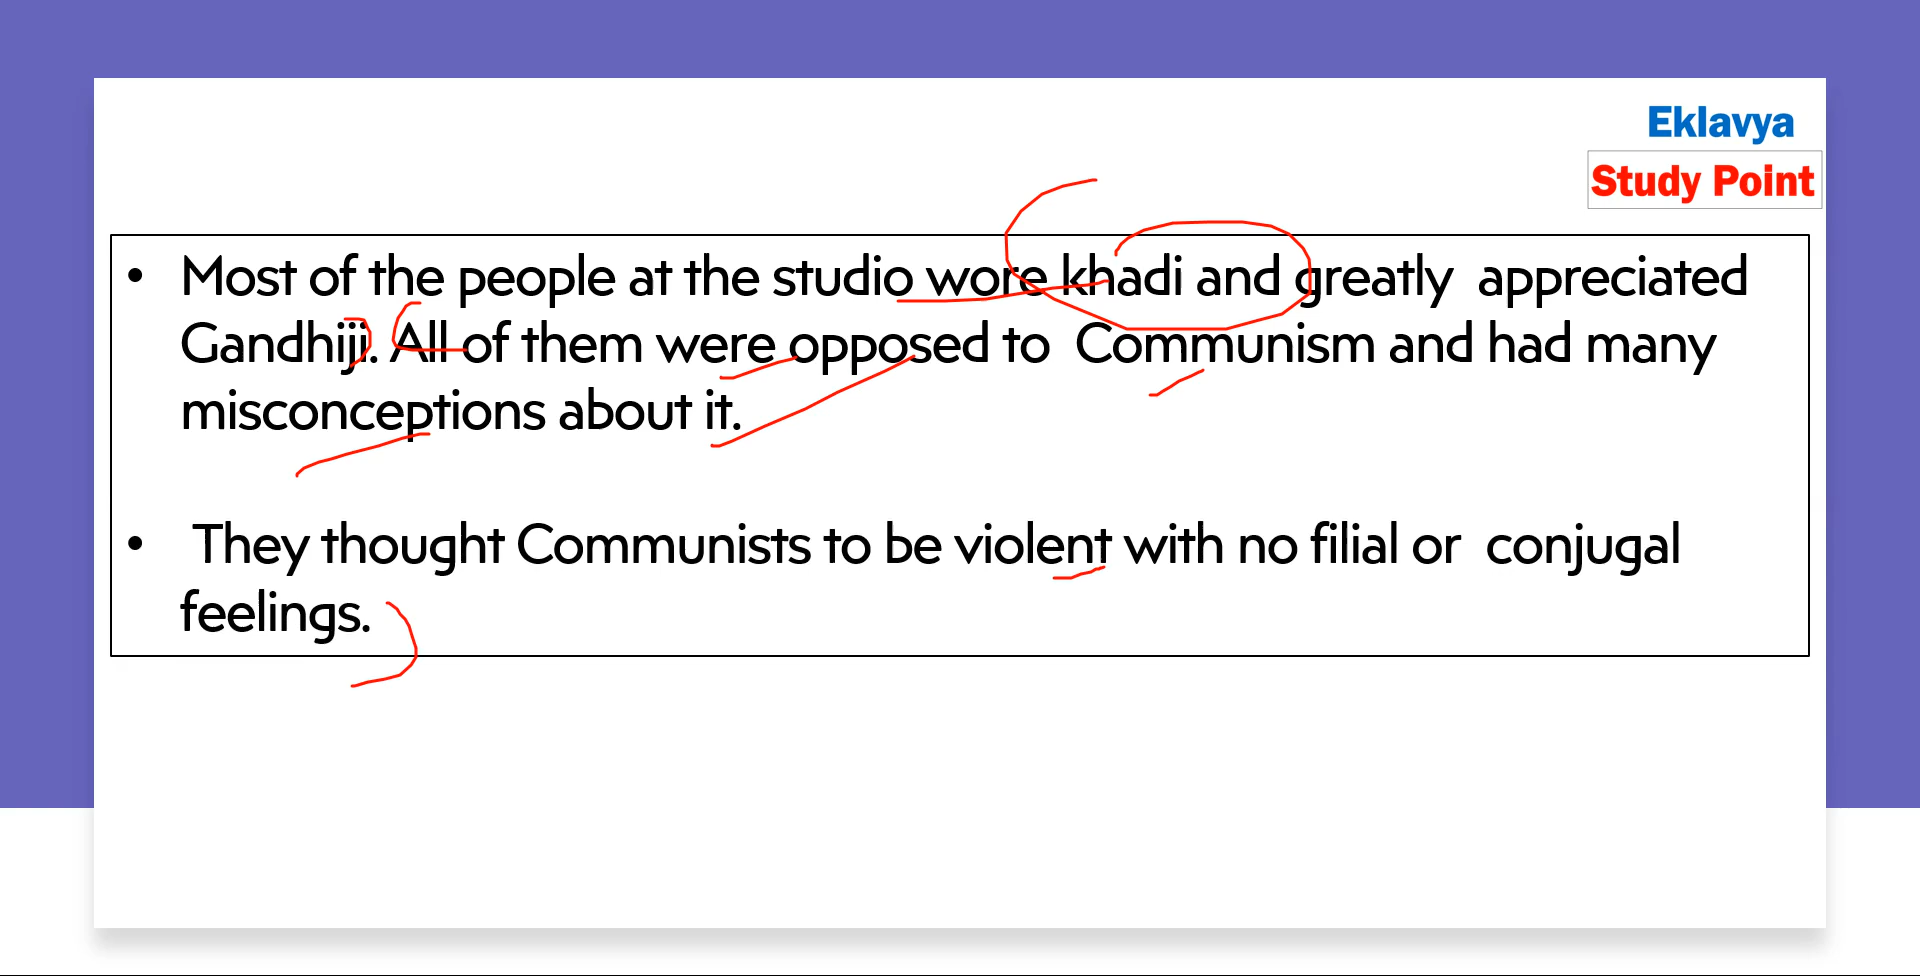 Eklavya
Study Point
• Most of the people at the studio wore khadi and greatly appreciated
Gandhiji. All of them were opposed to Communism and had many
misconceptions about it.
• They thought Communists to be violent with no filial or conjugal
feelings.